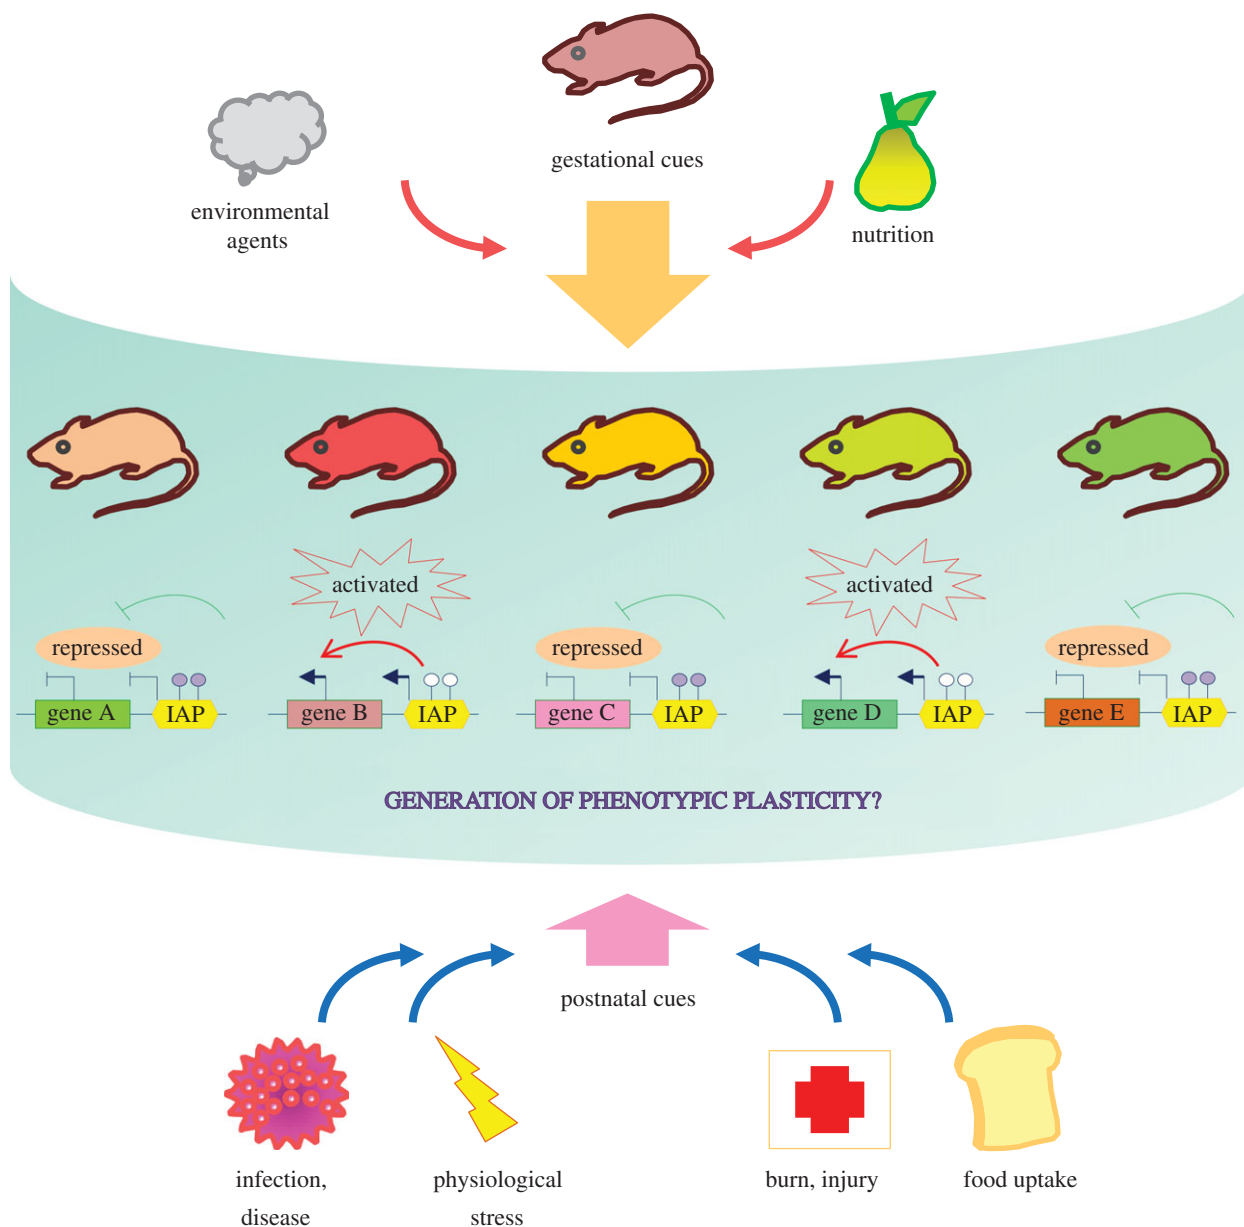 gestational cues
environmental
agents
nutrition
activated
activated
repressed
repressed
repressed
gene A
IAP
gene B
IAP
gene C
IAP
gene D
IAP
gene E
IAP
GENERATION OF PHENOTYPIC PLASTICITY?
postnatal cues
infection,
disease
physiological
stress
burn, injury
food uptake